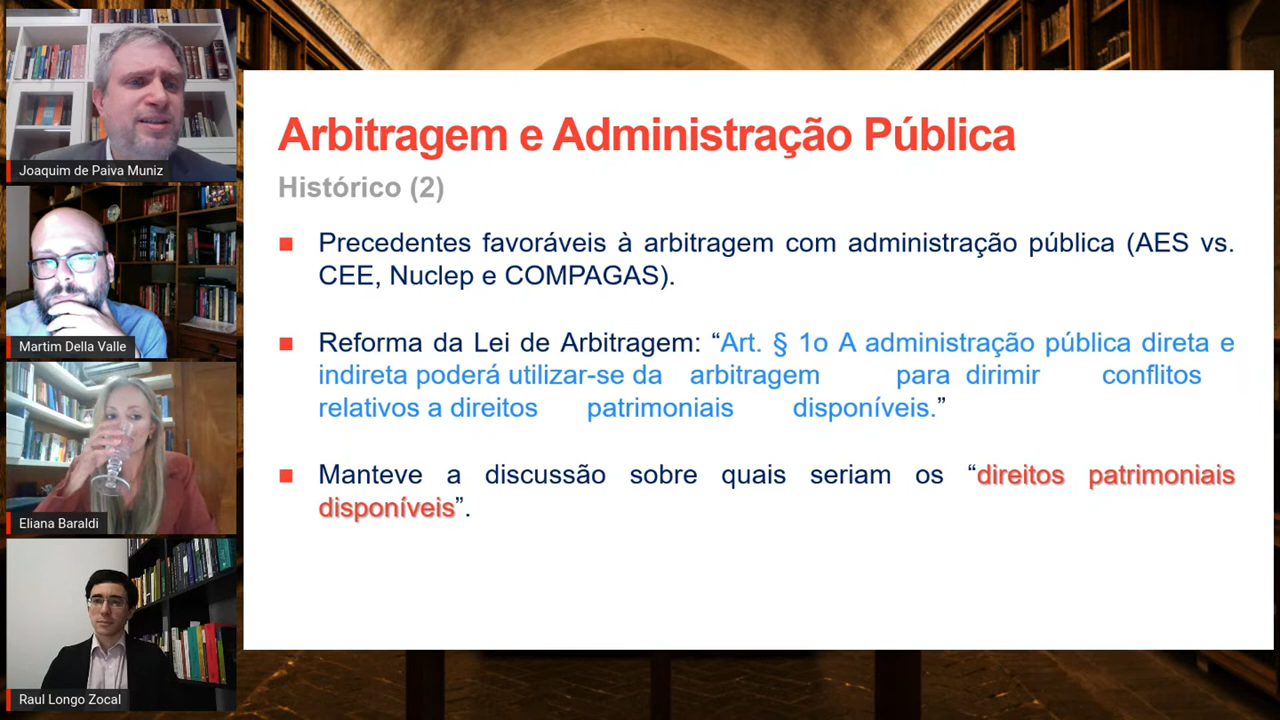 Joaquim de Paiva Muniz
Martim Della Valle
Eliana Baraldi
Raul Longo Zocal
Arbitragem e Administração Pública
Histórico (2)
Precedentes favoráveis à arbitragem com administração pública (AES vs.
CEE, Nuclep e COMPAGAS).
Reforma da Lei de Arbitragem: “Art. § 1o A administração pública direta e
indireta poderá utilizar-se da arbitragem para dirimir conflitos
relativos a direitos patrimoniais disponíveis.”
Manteve a discussão sobre quais seriam os “direitos patrimoniais
disponíveis”.